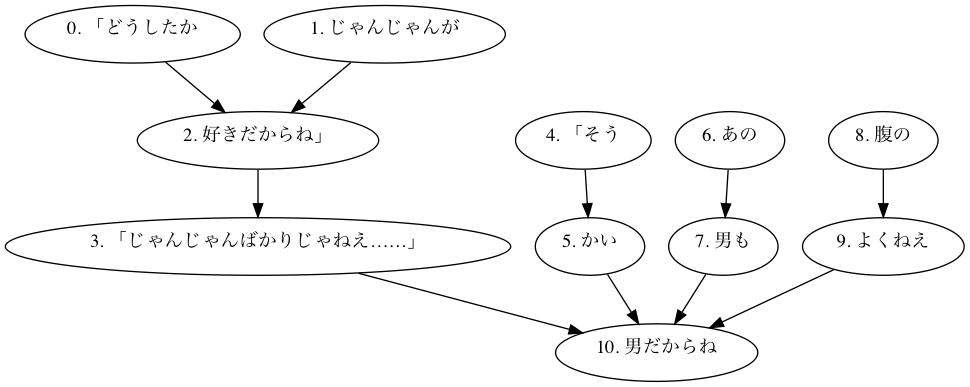 0. 「どうしたか
1. じゃんじゃんが
2. 好きだからね」
4. 「そう
6. あの
8. 腹の
3. 「じゃんじゃんばかりじゃねえ……」
5. かい
7. 男も
9. よくねえ
10. 男だからね